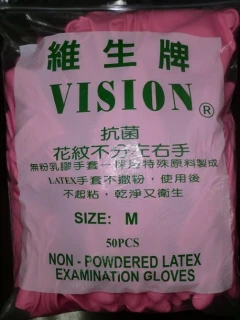 維生牌
VISION®
抗菌
花紋不分左右手
無粉乳膠手套一律以特殊原料製成
LATEX手套不撒粉，使用後
不起粘，乾淨又衛生
SIZE: M
50PCS
NON - POWDERED LATEX
EXAMINATION GLOVES